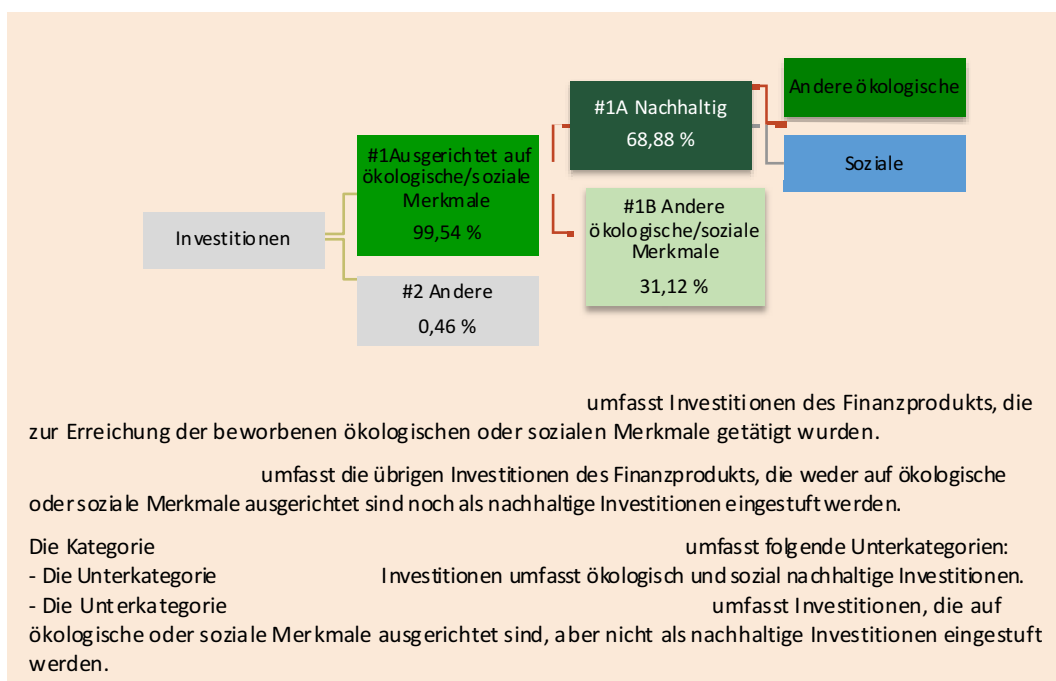 Investitionen
#1Ausgerichtet auf
ökologische/soziale
Merkmale
99,54 %
#2 Andere
0,46 %
#1A Nachhaltig
68,88 %
#1B Andere
ökologische/soziale
Merkmale
31,12 %
Andere ökologische
Soziale
umfasst Investitionen des Finanzprodukts, die
zur Erreichung der beworbenen ökologischen oder sozialen Merkmale getätigt wurden.
umfasst die übrigen Investitionen des Finanzprodukts, die weder auf ökologische
oder soziale Merkmale ausgerichtet sind noch als nachhaltige Investitionen eingestuft werden.
Die Kategorie umfasst folgende Unterkategorien:
- Die Unterkategorie Investitionen umfasst ökologisch und sozial nachhaltige Investitionen.
- Die Unterkategorie umfasst Investitionen, die auf
ökologische oder soziale Merkmale ausgerichtet sind, aber nicht als nachhaltige Investitionen eingestuft
werden.